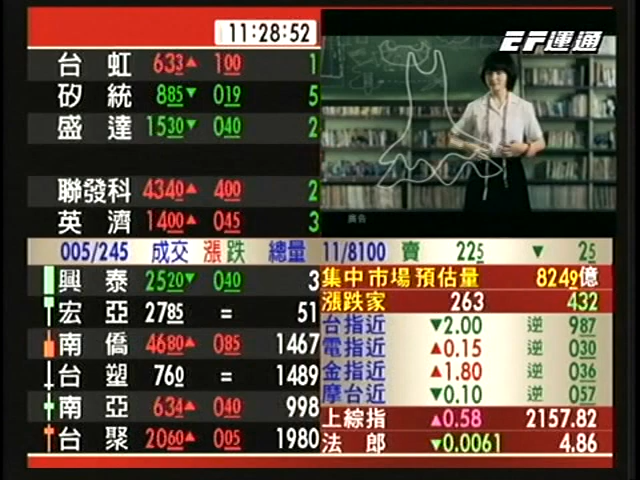 11:28:52
EF運通
台虹 633▲ 100 1
矽統 885▼ 019 5
盛達 1530▼ 040 2
聯發科 4340▲ 400 2
英濟 1400▲ 045 3
廣告
005/245 成交 漲跌 總量
興泰 2520▼ 040 3
宏亞 2785 = 51
南僑 4680▲ 085 1467
台塑 760 = 1489
南亞 634▲ 040 998
台聚 2060▲ 005 1980
11/8100 賣 225 ▼ 25
集中市場預估量 8249億
漲跌家 263 432
台指近 ▼2.00 逆 987
電指近 ▲0.15 逆 030
金指近 ▲1.80 逆 036
摩台近 ▼0.10 逆 057
上綜指 ▲0.58 2157.82
法郎 ▼0.0061 4.86